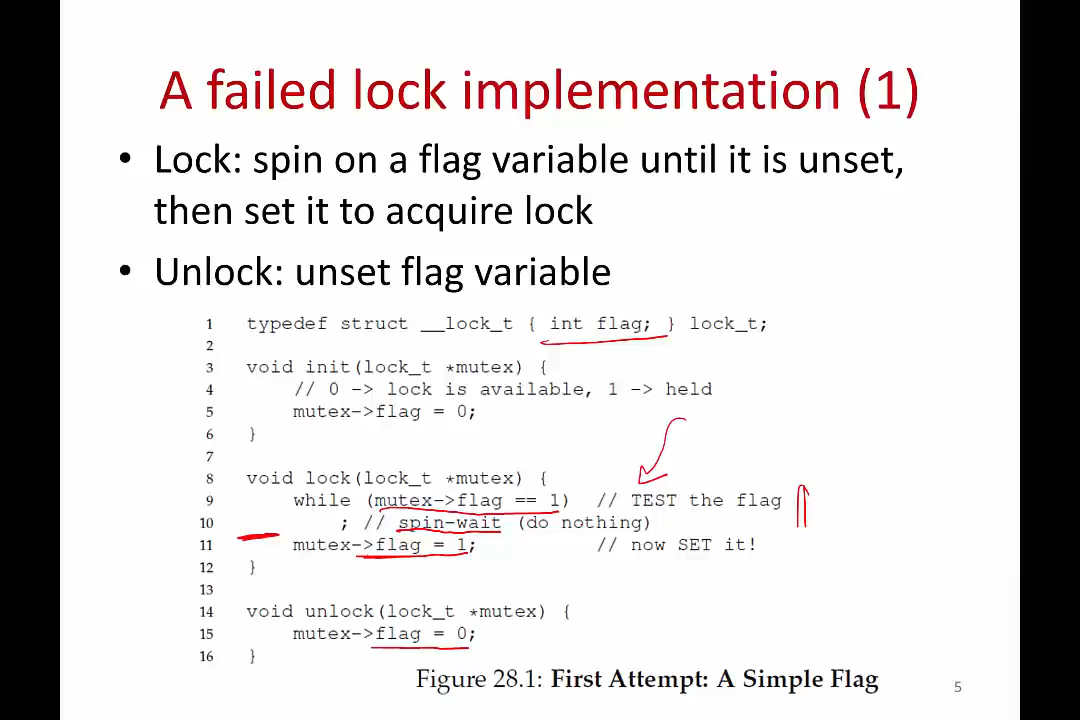 A failed lock implementation (1)
• Lock: spin on a flag variable until it is unset,
then set it to acquire lock
• Unlock: unset flag variable
1 typedef struct __lock_t { int flag; } lock_t;
2
3 void init(lock_t *mutex) {
4 // 0 -> lock is available, 1 -> held
5 mutex->flag = 0;
6 }
7
8 void lock(lock_t *mutex) {
9 while (mutex->flag == 1) // TEST the flag
10 ; // spin-wait (do nothing)
11 mutex->flag = 1; // now SET it!
12 }
13
14 void unlock(lock_t *mutex) {
15 mutex->flag = 0;
16 }
Figure 28.1: First Attempt: A Simple Flag
5